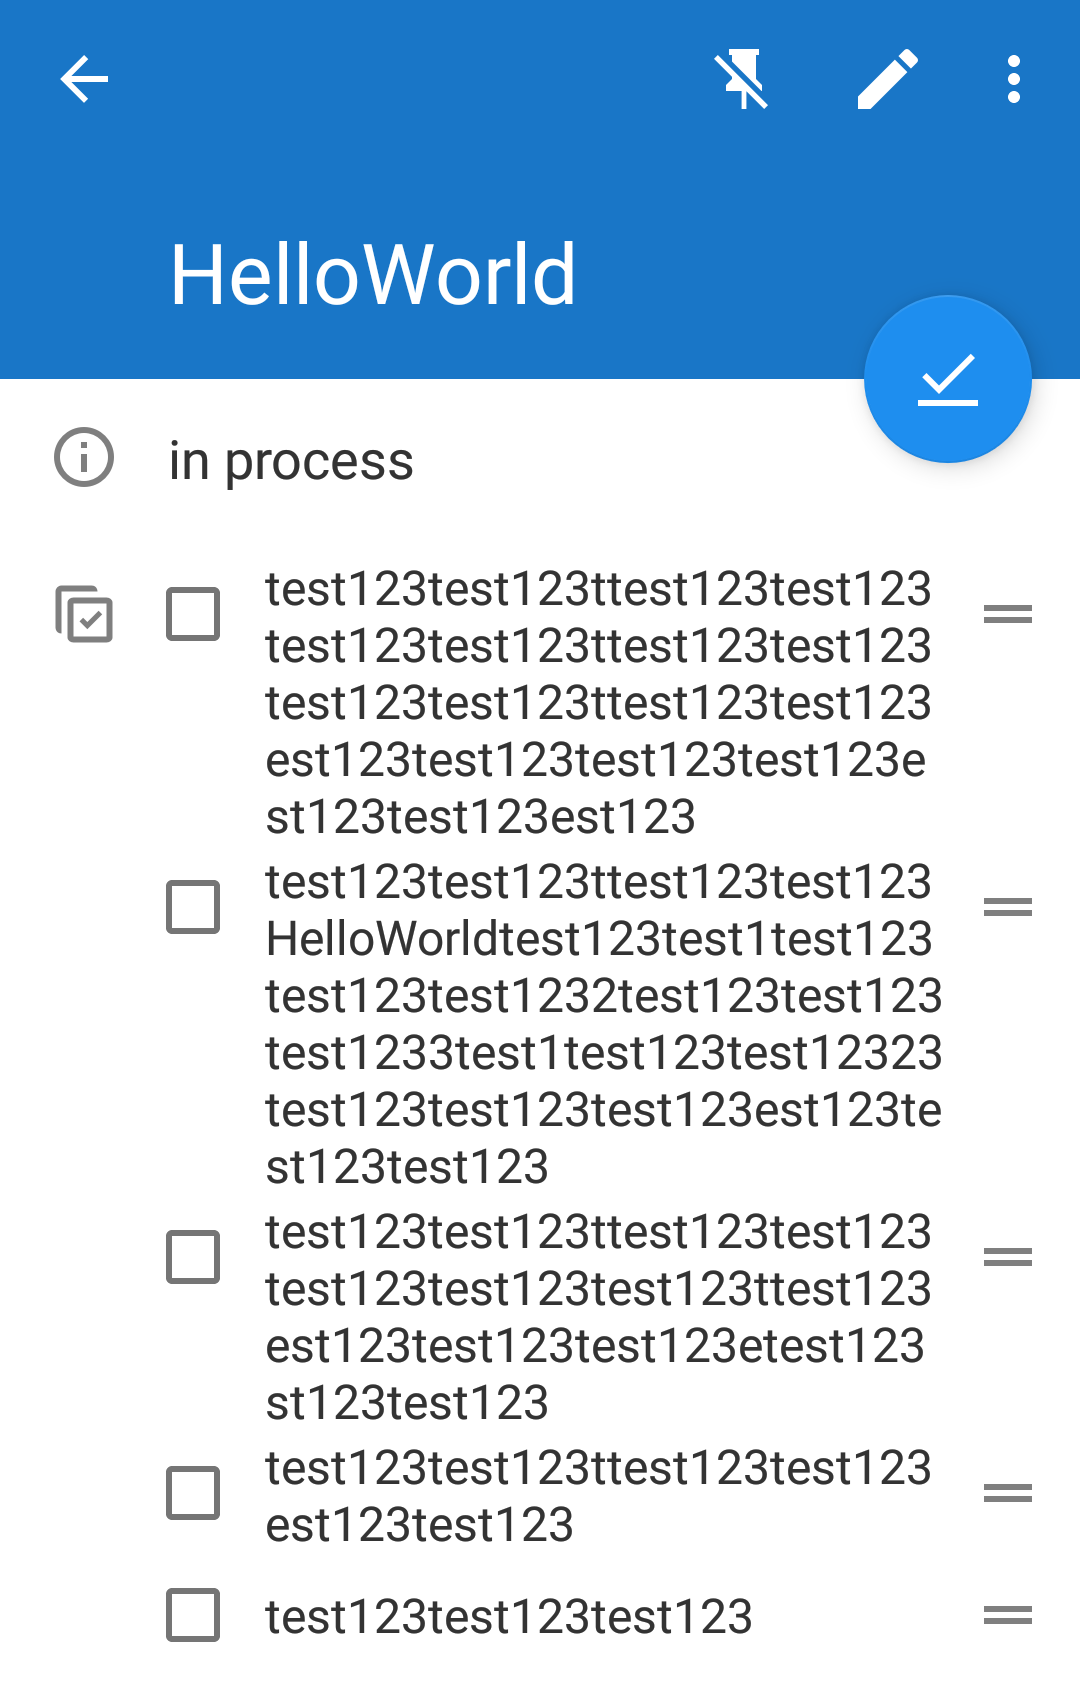 HelloWorld
in process
test123test123ttest123test123
test123test123ttest123test123
test123test123ttest123test123
est123test123test123test123e
st123test123est123
test123test123ttest123test123
HelloWorldtest123test1test123
test123test1232test123test123
test1233test1test123test12323
test123test123test123est123te
st123test123
test123test123ttest123test123
test123test123test123ttest123
est123test123test123etest123
st123test123
test123test123ttest123test123
est123test123
test123test123test123